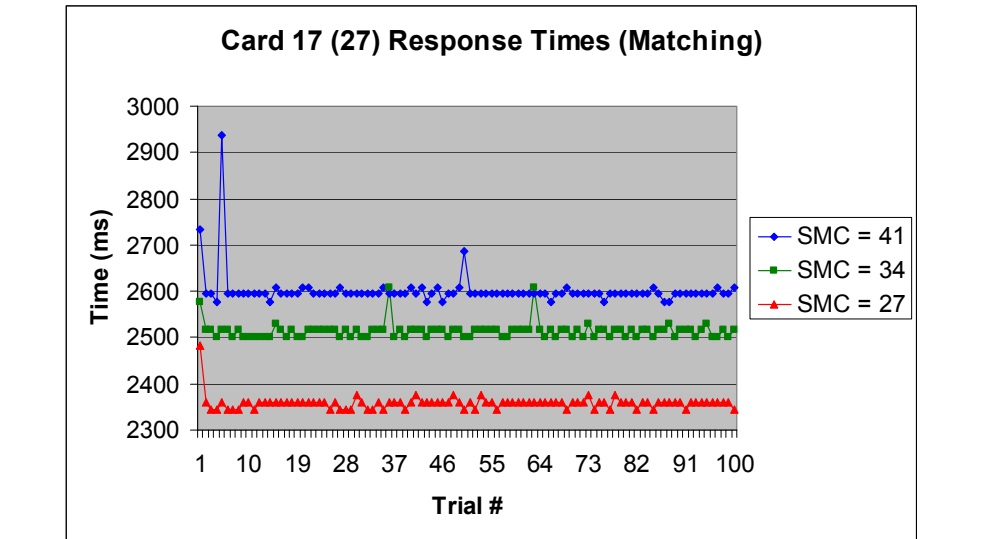 Card 17 (27) Response Times (Matching)
3000
2900
2800
2700
2600
2500
2400
2300
Time (ms)
1 10 19 28 37 46 55 64 73 82 91 100
Trial #
SMC = 41
SMC = 34
SMC = 27